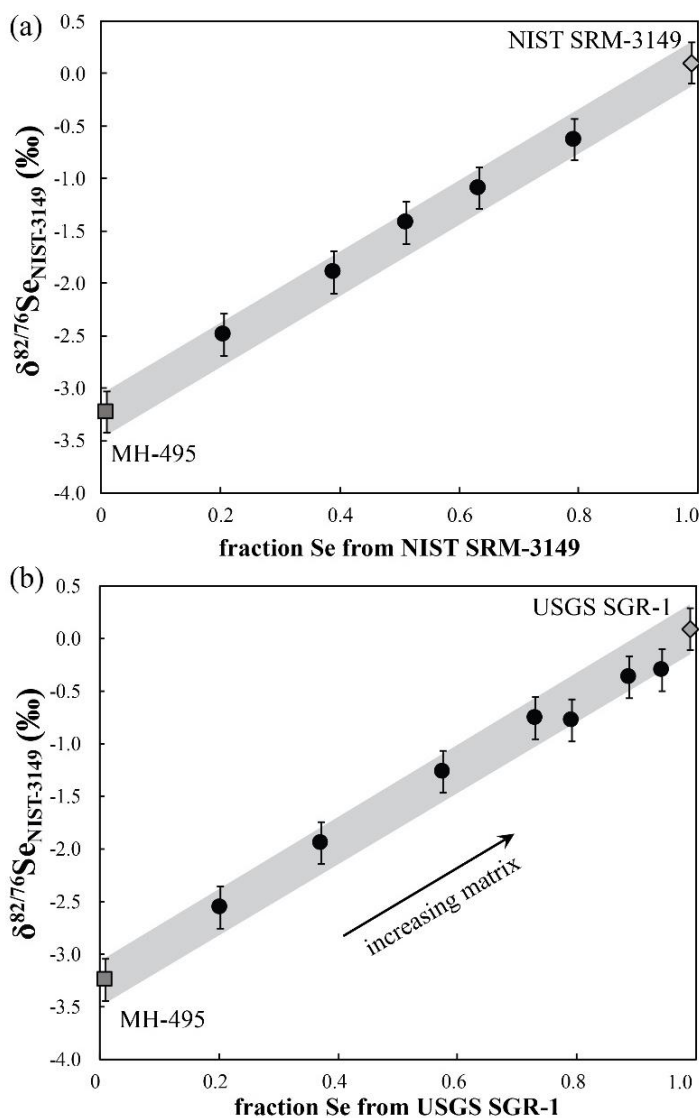 (a)
0.5
NIST SRM-3149
0.0
-0.5
-1.0
-1.5
-2.0
-2.5
-3.0
-3.5
-4.0
δ82/76SeNIST-3149 (‰)
MH-495
0 0.2 0.4 0.6 0.8 1.0
fraction Se from NIST SRM-3149
(b)
0.5
USGS SGR-1
0.0
-0.5
-1.0
-1.5
-2.0
-2.5
-3.0
-3.5
-4.0
δ82/76SeNIST-3149 (‰)
increasing matrix
MH-495
0 0.2 0.4 0.6 0.8 1.0
fraction Se from USGS SGR-1